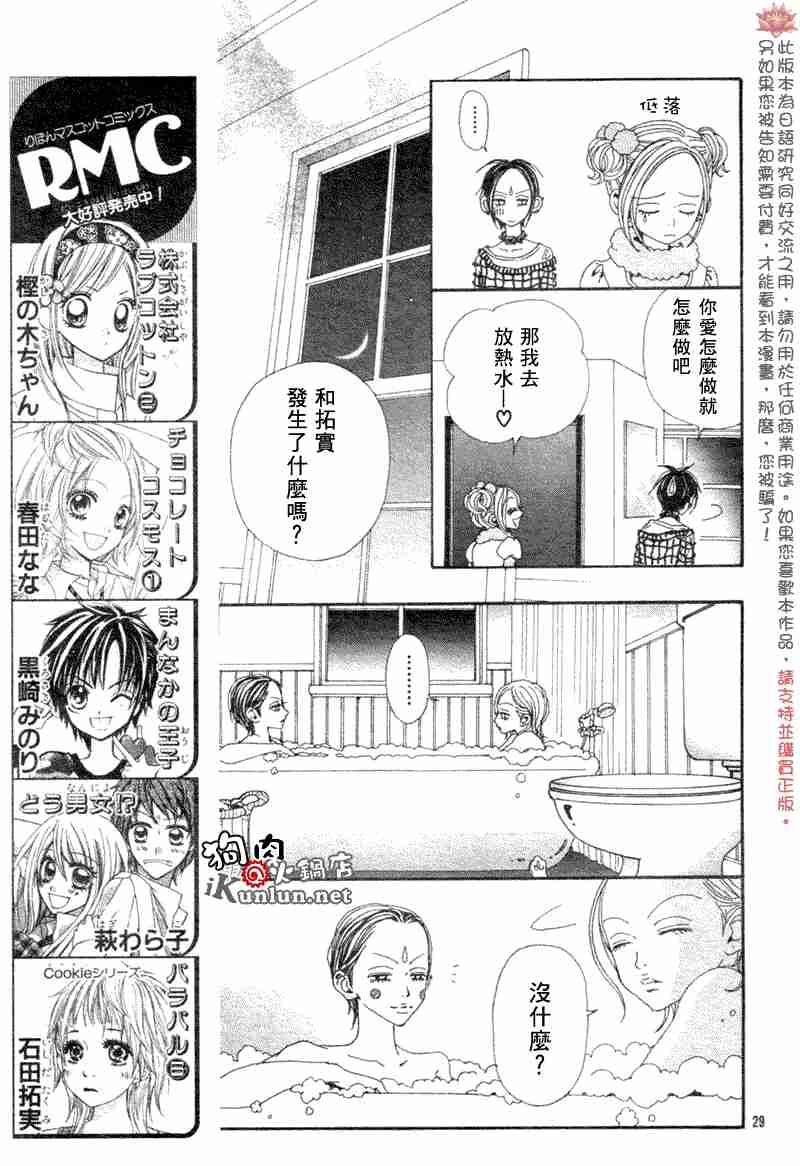 此版本為日語研究同好交流之用，請勿用於任何商業用途。如果您喜歡本作品，請支持並購買正版。
另如果您被告知需要付費，才能看到本漫畫，那麼，您被騙了！
低落
………
你愛怎麼做就
怎麼做吧
那我去
放熱水—♡
和拓實
發生了什麼嗎？
………
沒什麼？
りぼんマスコットコミックス
RMC
大好評発売中！
株式会社
ラブコットン②
樫の木ちゃん
チョコレート
コスモス①
春田なな
まんなかの王子
黒崎みのり
とう男女!?
萩わら子
Cookieシリーズ
パラパル⑥
石田拓実
狗肉火鍋店
iKunlun.net
29